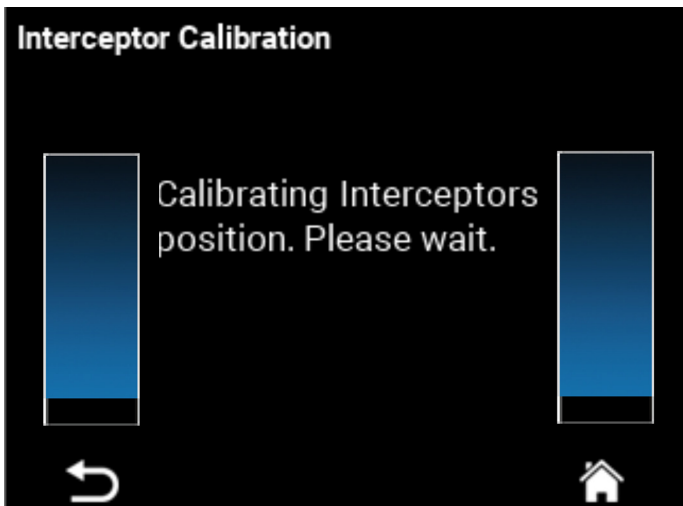 Interceptor Calibration
Calibrating Interceptors
position. Please wait.